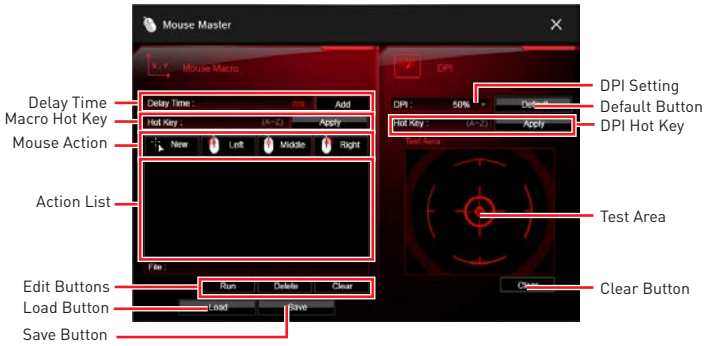 Mouse Master
X,Y
Mouse Macro
DPI
Delay Time
Macro Hot Key
Mouse Action
Action List
Edit Buttons
Load Button
Save Button
Delay Time :
ms
Add
Hot Key :
(A~Z)
Apply
New
Left
Middle
Right
File :
Run
Delete
Clear
Load
Save
DPI :
50%
Default
Hot Key :
(A~Z)
Apply
Test Area
Clear
DPI Setting
Default Button
DPI Hot Key
Test Area
Clear Button